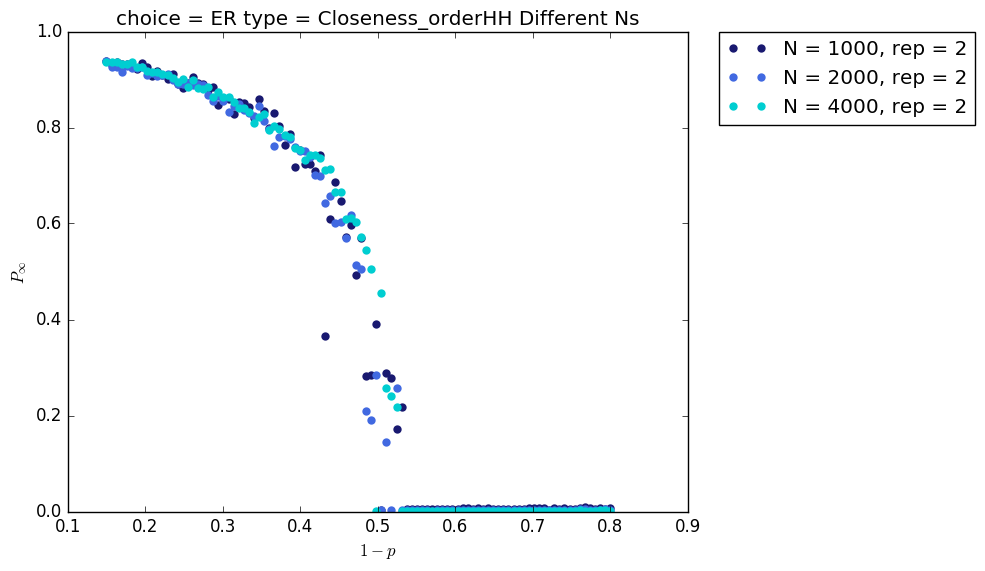 choice = ER type = Closeness_orderHH Different Ns
N = 1000, rep = 2
N = 2000, rep = 2
N = 4000, rep = 2
1.0
0.8
0.6
0.4
0.2
0.0
P∞
0.1 0.2 0.3 0.4 0.5 0.6 0.7 0.8 0.9
1 − p